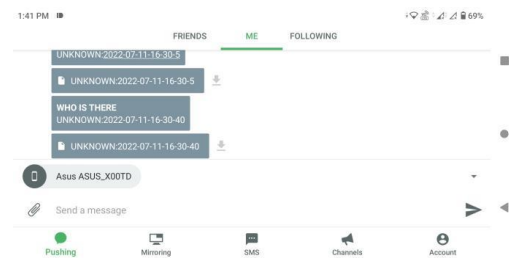 1:41 PM
69%
FRIENDS ME FOLLOWING
UNKNOWN:2022-07-11-16-30-5
UNKNOWN:2022-07-11-16-30-5
WHO IS THERE
UNKNOWN:2022-07-11-16-30-40
UNKNOWN:2022-07-11-16-30-40
Asus ASUS_X00TD
Send a message
Pushing Mirroring SMS Channels Account